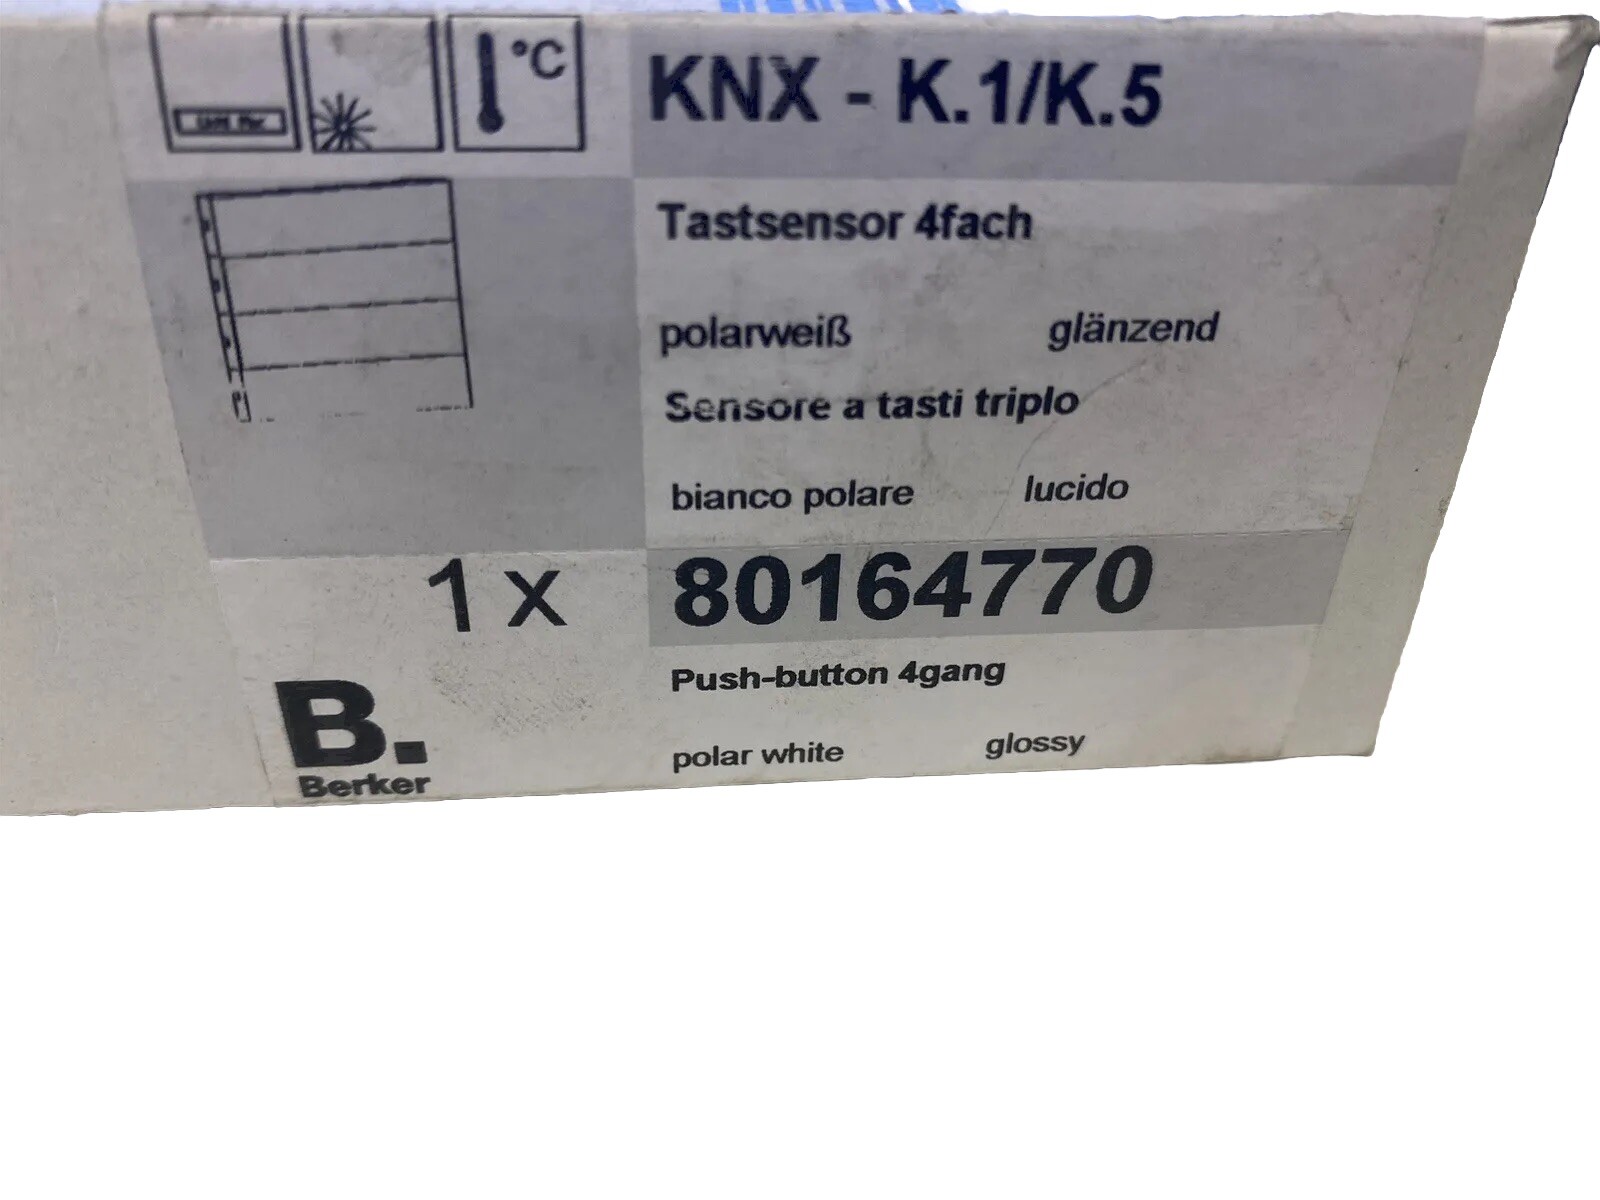 °C
KNX - K.1/K.5
Tastsensor 4fach
polarweiß glänzend
Sensore a tasti triplo
bianco polare lucido
1 x 80164770
Push-button 4gang
polar white glossy
B.
Berker